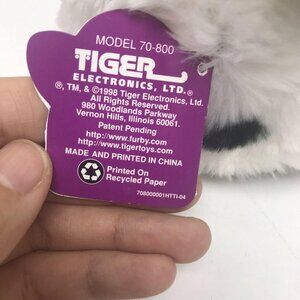 MODEL 70-800
TIGER
ELECTRONICS, LTD.®
®, TM, & ©1998 Tiger Electronics, Ltd.
All Rights Reserved.
980 Woodlands Parkway
Vernon Hills, Illinois 60061.
Patent Pending
http://www.furby.com
http://www.tigertoys.com
MADE AND PRINTED IN CHINA
Printed On
Recycled Paper
708000001HTTI-04